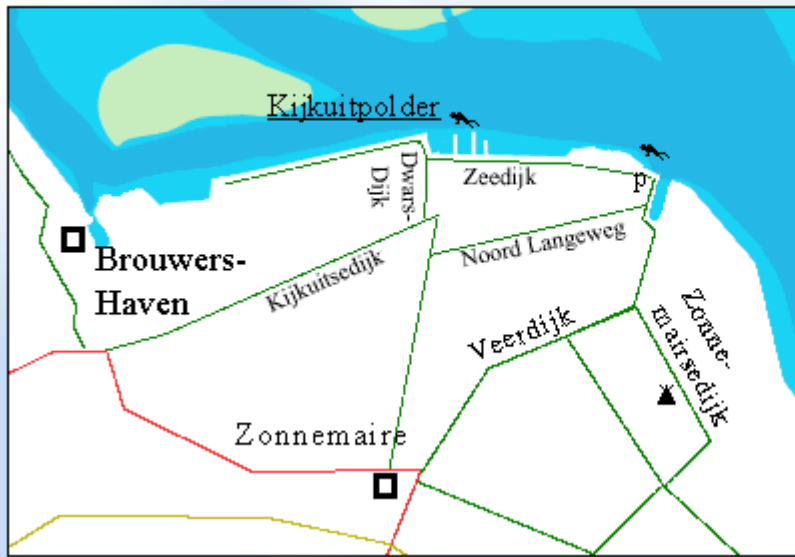 Kijkuitpolder
Dwars-
Dijk
Zeedijk
p
Brouwers-
Haven
Kijkuitsedijk
Noord Langeweg
Zonne-
mairsedijk
Veerdijk
Zonnemaire